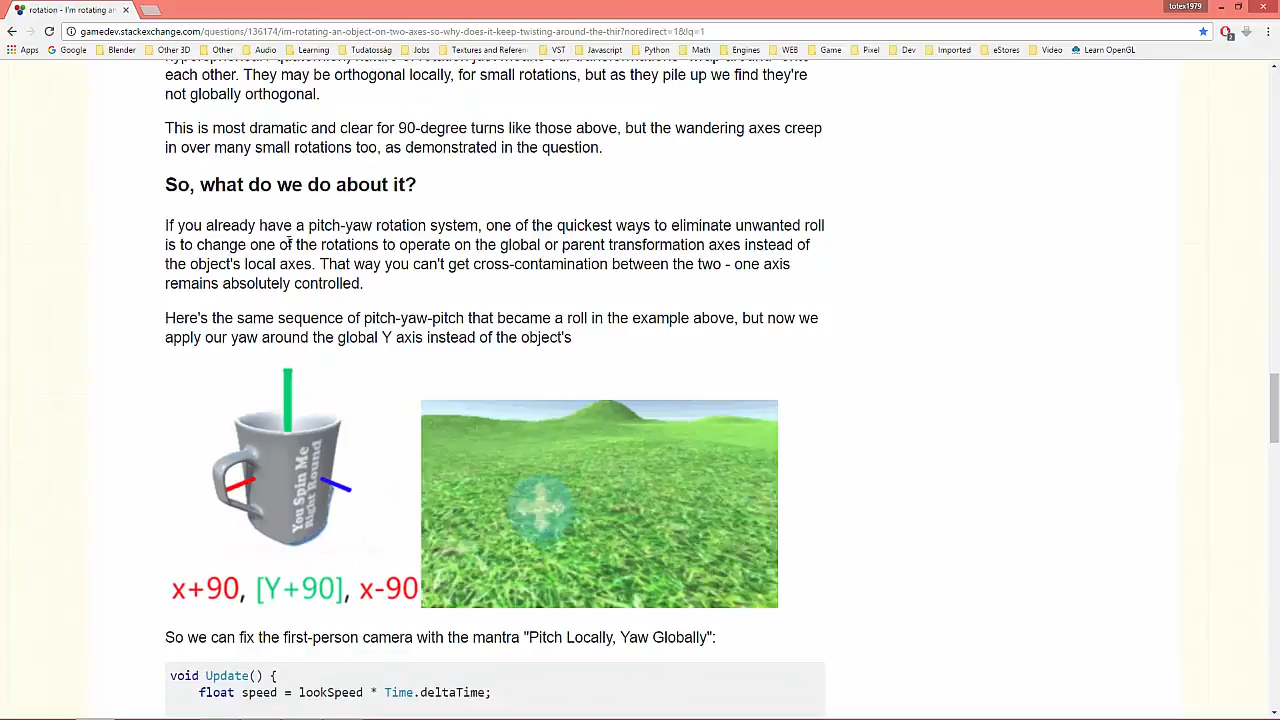 rotation - I'm rotating an
totex1979
gamedev.stackexchange.com/questions/136174/im-rotating-an-object-on-two-axes-so-why-does-it-keep-twisting-around-the-thir?noredirect=1&lq=1
Apps Google Blender Other 3D Other Audio Learning Tudatosság Jobs Textures and Referen VST Javascript Python Math Engines WEB Game Pixel Dev Imported eStores Video Learn OpenGL
each other. They may be orthogonal locally, for small rotations, but as they pile up we find they're
not globally orthogonal.
This is most dramatic and clear for 90-degree turns like those above, but the wandering axes creep
in over many small rotations too, as demonstrated in the question.
So, what do we do about it?
If you already have a pitch-yaw rotation system, one of the quickest ways to eliminate unwanted roll
is to change one of the rotations to operate on the global or parent transformation axes instead of
the object's local axes. That way you can't get cross-contamination between the two - one axis
remains absolutely controlled.
Here's the same sequence of pitch-yaw-pitch that became a roll in the example above, but now we
apply our yaw around the global Y axis instead of the object's
You Spin Me
Right Round
x+90, [Y+90], x-90
So we can fix the first-person camera with the mantra "Pitch Locally, Yaw Globally":
void Update() {
float speed = lookSpeed * Time.deltaTime;